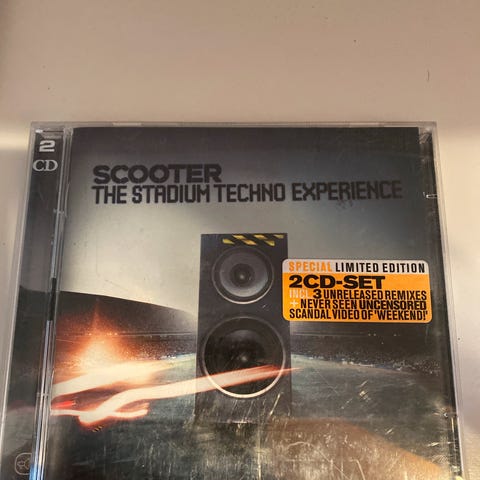 2
CD
SCOOTER
THE STADIUM TECHNO EXPERIENCE
SPECIAL LIMITED EDITION
2CD-SET
INCL. 3 UNRELEASED REMIXES
+ NEVER SEEN UNCENSORED
SCANDAL VIDEO OF 'WEEKEND!'